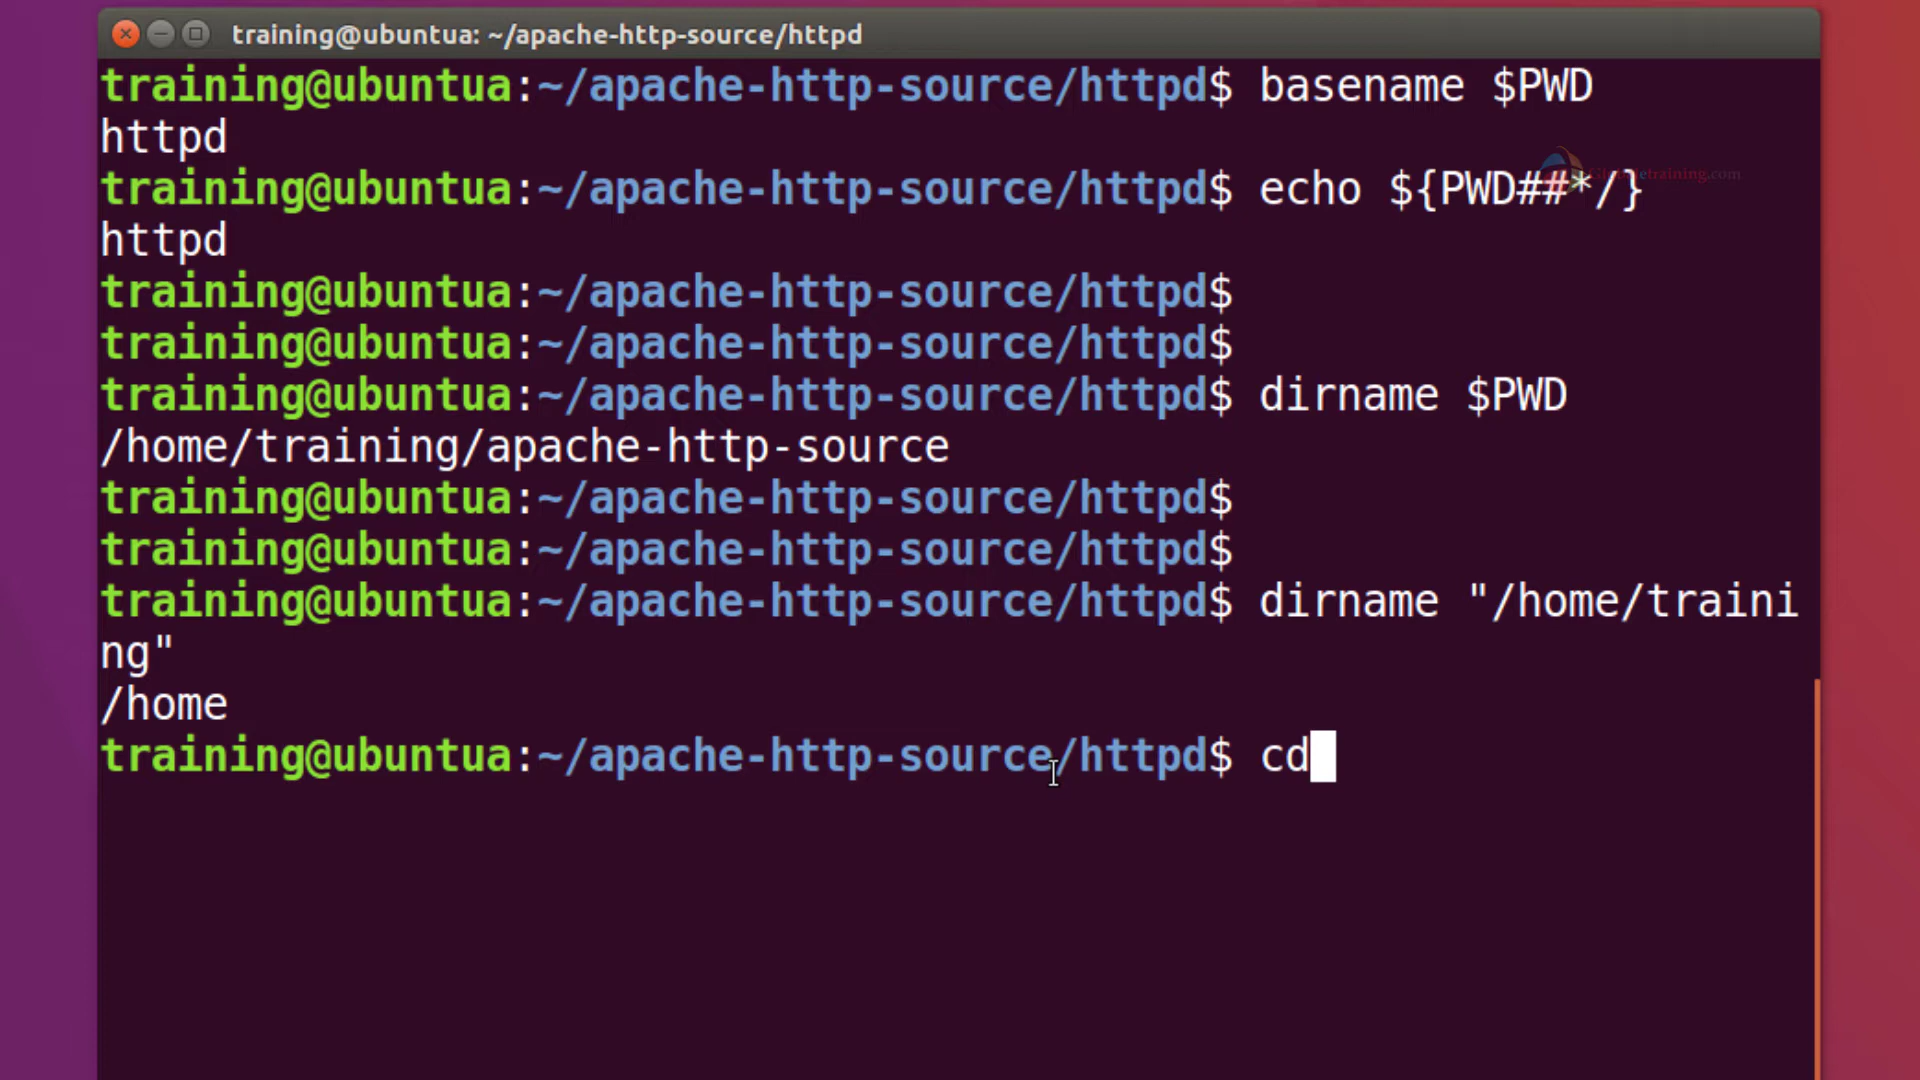 training@ubuntua: ~/apache-http-source/httpd
training@ubuntua:~/apache-http-source/httpd$ basename $PWD
httpd
training@ubuntua:~/apache-http-source/httpd$ echo ${PWD##*/}
etraining.com
httpd
training@ubuntua:~/apache-http-source/httpd$
training@ubuntua:~/apache-http-source/httpd$
training@ubuntua:~/apache-http-source/httpd$ dirname $PWD
/home/training/apache-http-source
training@ubuntua:~/apache-http-source/httpd$
training@ubuntua:~/apache-http-source/httpd$
training@ubuntua:~/apache-http-source/httpd$ dirname "/home/traini
ng"
/home
training@ubuntua:~/apache-http-source/httpd$ cd